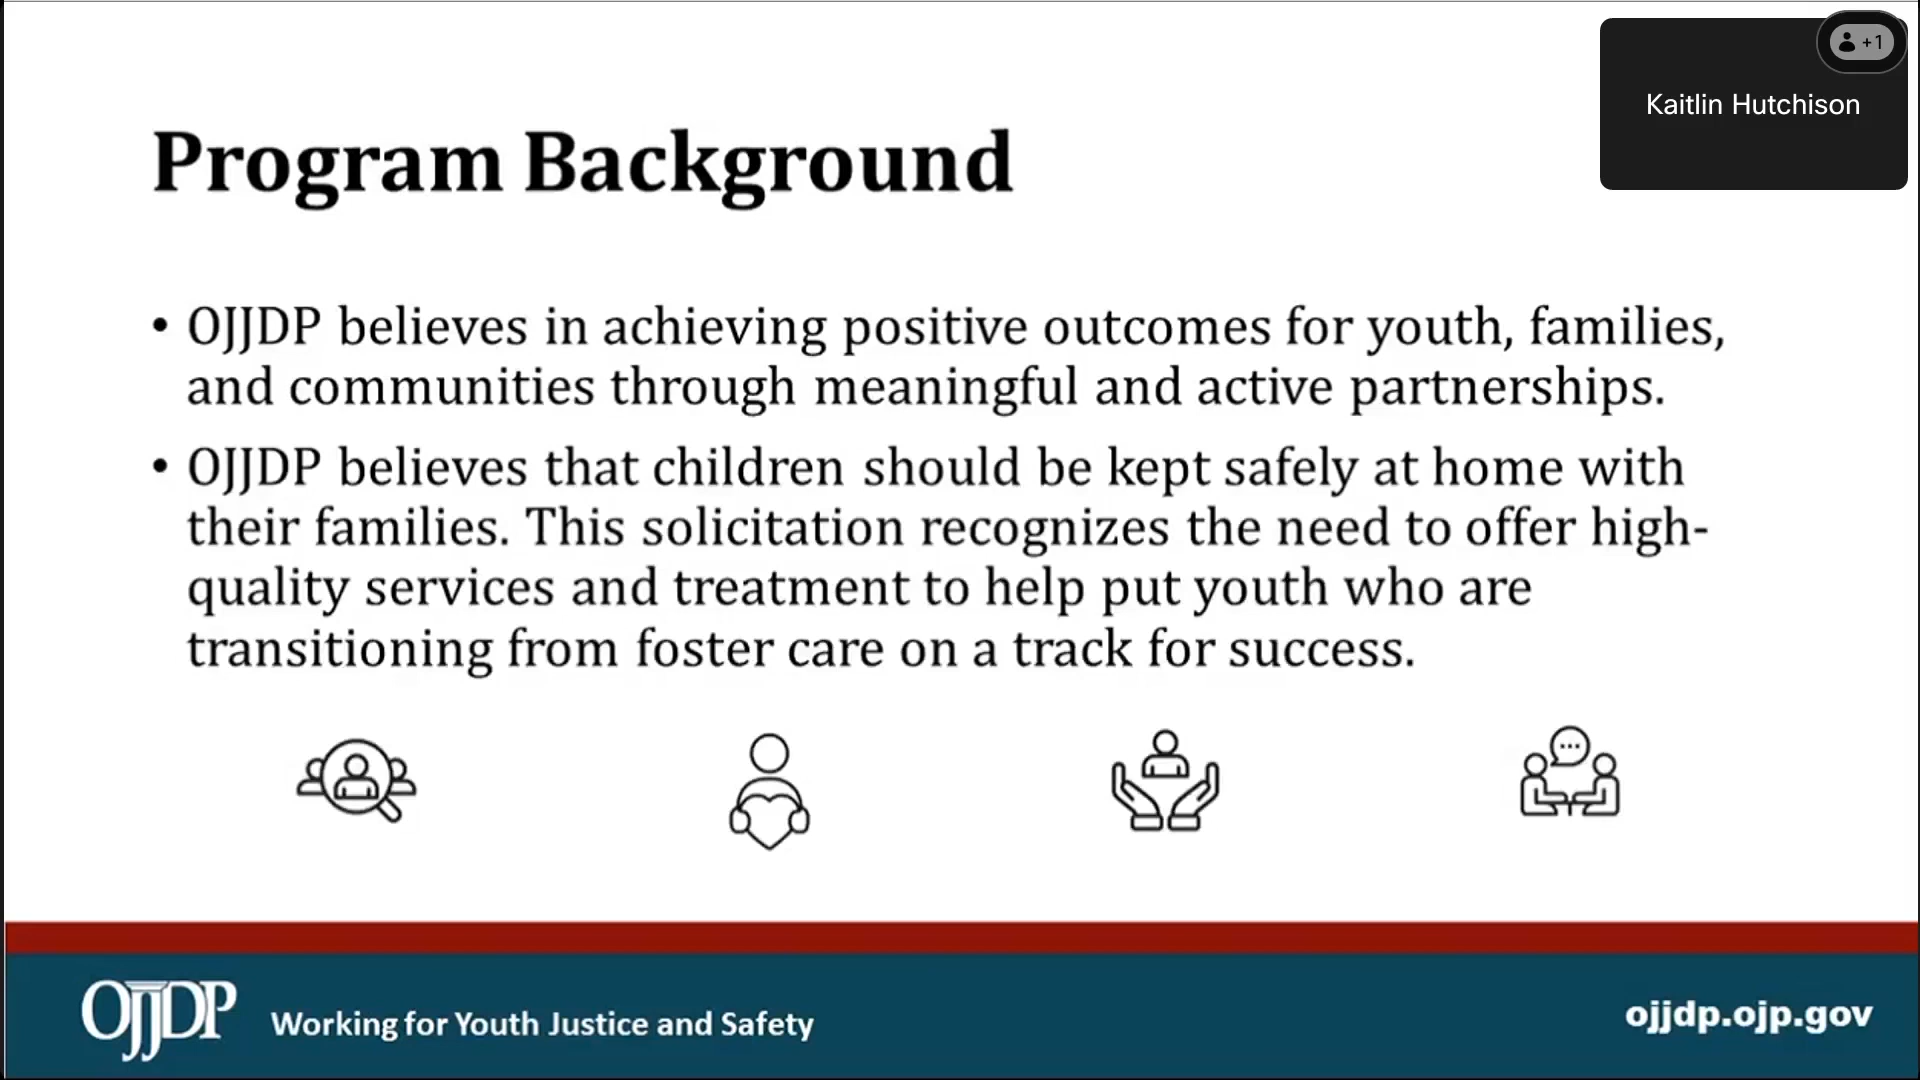 +1
Kaitlin Hutchison
Program Background
• OJJDP believes in achieving positive outcomes for youth, families,
and communities through meaningful and active partnerships.
• OJJDP believes that children should be kept safely at home with
their families. This solicitation recognizes the need to offer high-
quality services and treatment to help put youth who are
transitioning from foster care on a track for success.
OJJDP
Working for Youth Justice and Safety
ojjdp.ojp.gov